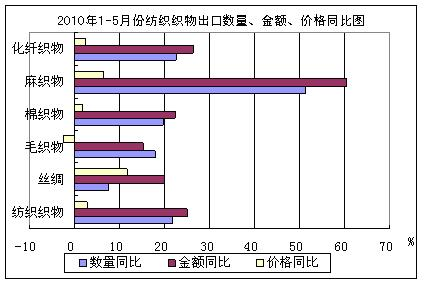 2010年1-5月份纺织织物出口数量、金额、价格同比图
化纤织物
麻织物
棉织物
毛织物
丝绸
纺织织物
-10 0 10 20 30 40 50 60 70 %
数量同比 金额同比 价格同比